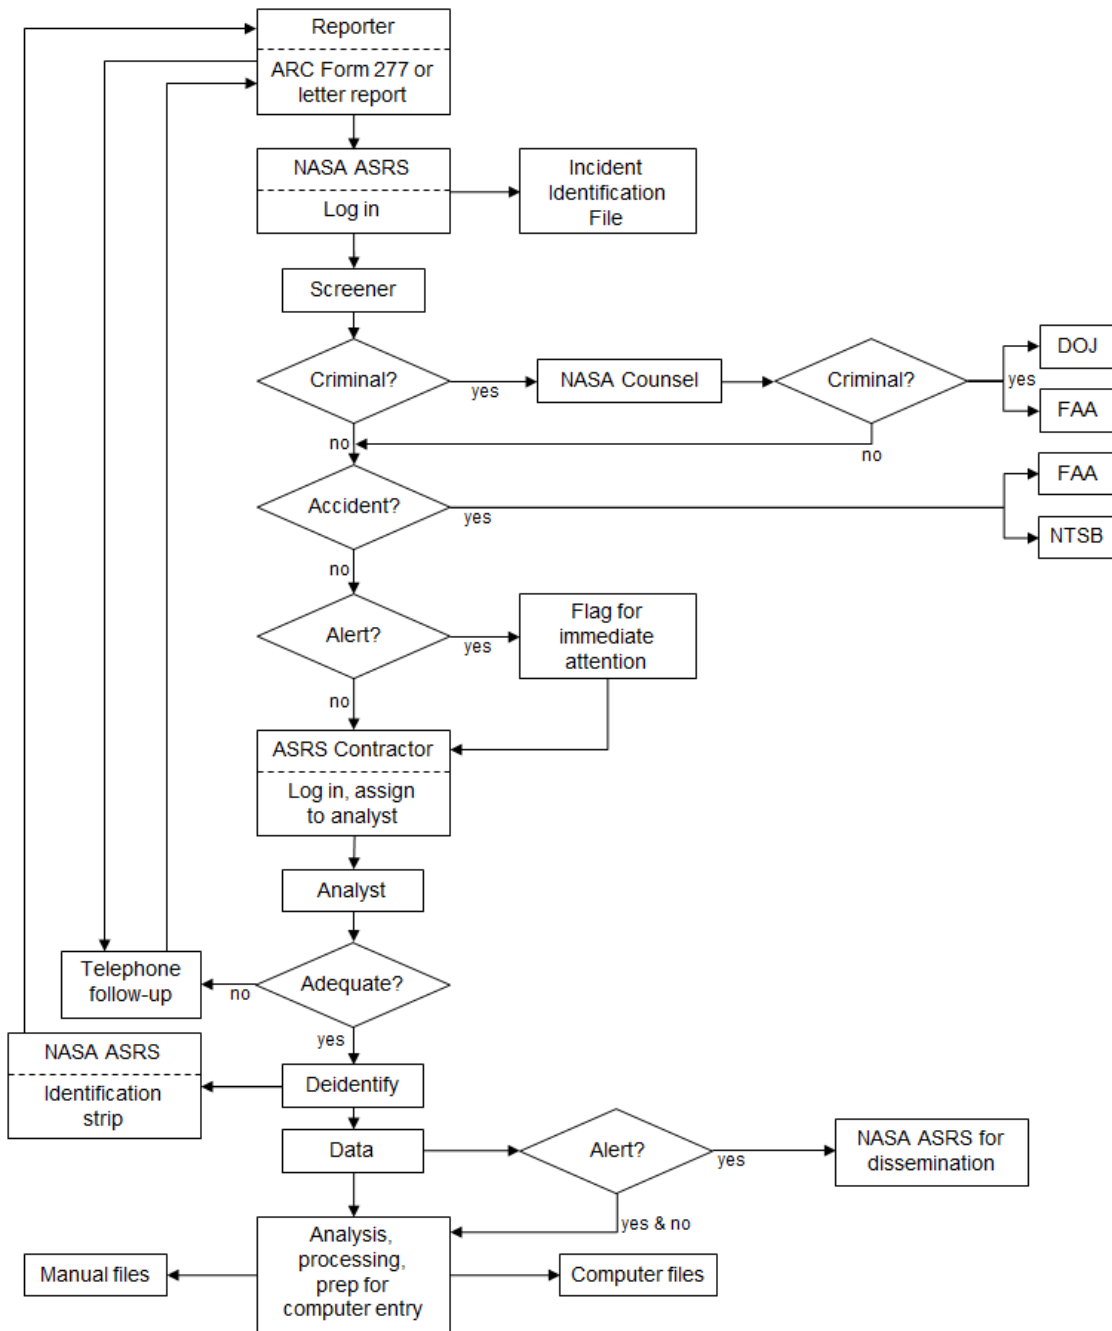 Reporter
ARC Form 277 or
letter report
NASA ASRS
Log in
Incident
Identification
File
Screener
Criminal?
yes
NASA Counsel
Criminal?
yes
DOJ
FAA
no
no
Accident?
yes
FAA
NTSB
no
Alert?
yes
Flag for
immediate
attention
no
ASRS Contractor
Log in, assign
to analyst
Analyst
Adequate?
no
Telephone
follow-up
yes
NASA ASRS
Identification
strip
Deidentify
Data
Alert?
yes
NASA ASRS for
dissemination
yes & no
Analysis,
processing,
prep for
computer entry
Manual files
Computer files